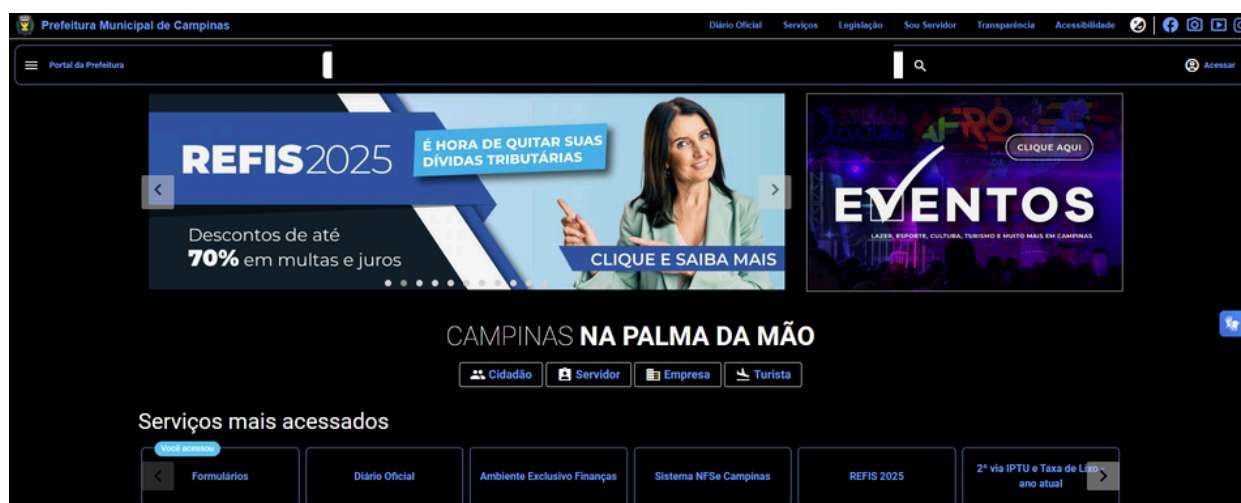 Prefeitura Municipal de Campinas
Diário Oficial Serviços Legislação Sou Servidor Transparência Acessibilidade
Portal da Prefeitura
Acessar
REFIS2025
É HORA DE QUITAR SUAS
DÍVIDAS TRIBUTÁRIAS
Descontos de até
70% em multas e juros
CLIQUE E SAIBA MAIS
CLIQUE AQUI
EVENTOS
LAZER, ESPORTE, CULTURA, TURISMO E MUITO MAIS EM CAMPINAS
CAMPINAS NA PALMA DA MÃO
Cidadão Servidor Empresa Turista
Serviços mais acessados
Você acessou
Formulários
Diário Oficial
Ambiente Exclusivo Finanças
Sistema NFSe Campinas
REFIS 2025
2ª via IPTU e Taxa de Lixo -
ano atual